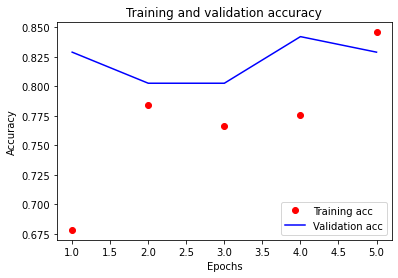 Training and validation accuracy
0.850
0.825
0.800
0.775
0.750
0.725
0.700
0.675
Accuracy
Training acc
Validation acc
1.0 1.5 2.0 2.5 3.0 3.5 4.0 4.5 5.0
Epochs